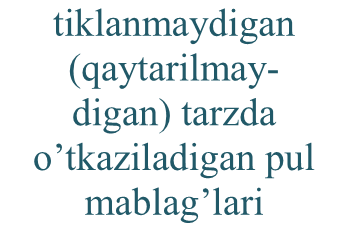 tiklanmaydigan
(qaytarilmay-
digan) tarzda
o’tkaziladigan pul
mablag’lari